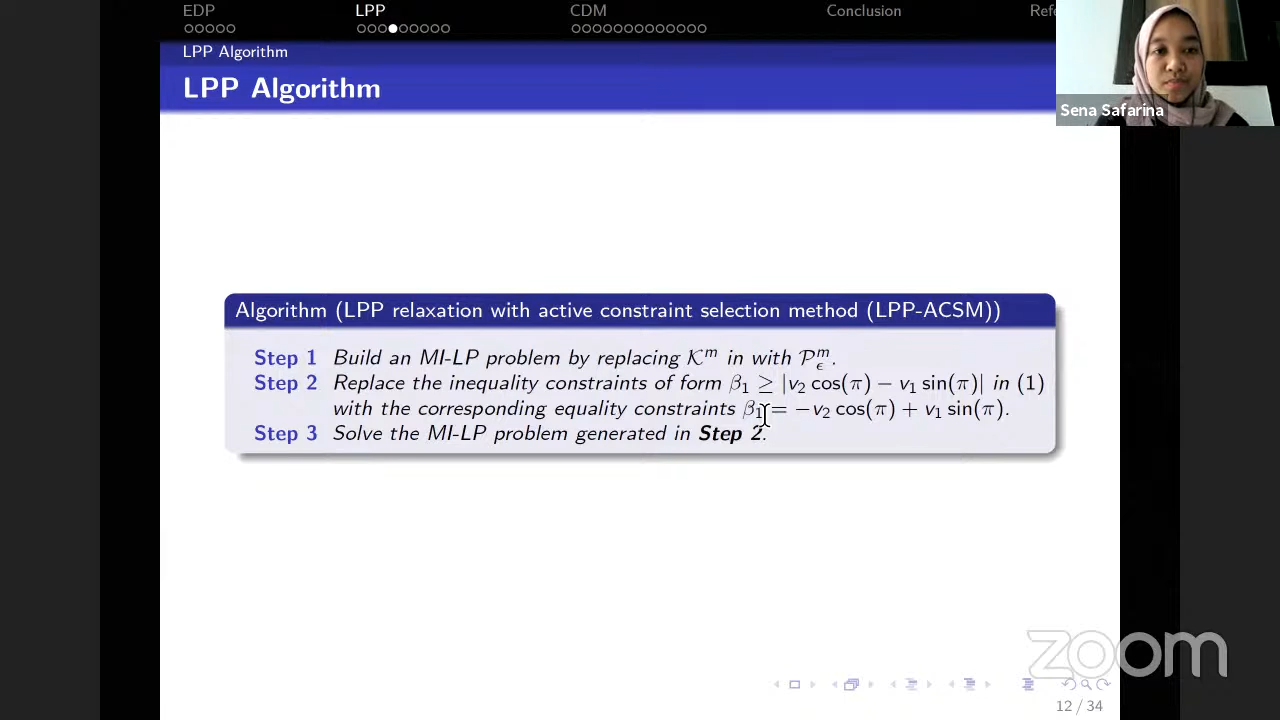 EDP LPP CDM Conclusion Refe
LPP Algorithm
LPP Algorithm
Sena Safarina
Algorithm (LPP relaxation with active constraint selection method (LPP-ACSM))
Step 1 Build an MI-LP problem by replacing 𝒦ᵐ in with 𝒫ᵐ_ϵ.
Step 2 Replace the inequality constraints of form β₁ ≥ |v₂ cos(π) − v₁ sin(π)| in (1)
with the corresponding equality constraints β₁ = −v₂ cos(π) + v₁ sin(π).
Step 3 Solve the MI-LP problem generated in Step 2.
zoom
12 / 34